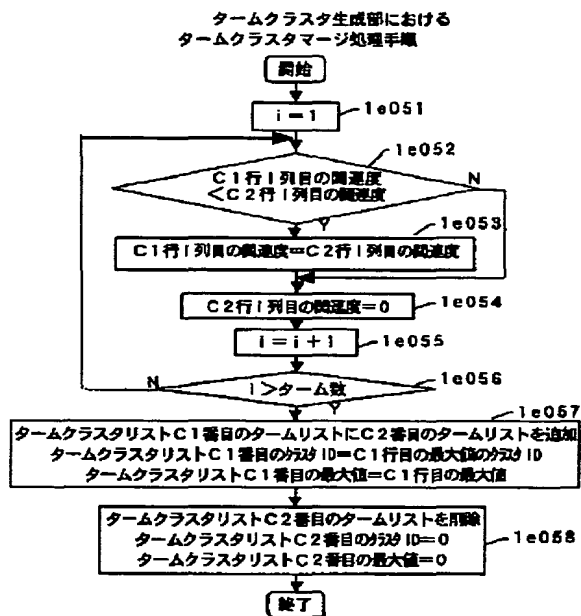 タームクラスタ生成部における
タームクラスタマージ処理手順
開始
i=1
1e051
C1行i列目の関連度
<C2行i列目の関連度
1e052
N
Y
C1行i列目の関連度=C2行i列目の関連度
1e053
C2行i列目の関連度=0
1e054
i=i+1
1e055
i>ターム数
1e056
N
Y
1e057
タームクラスタリストC1番目のタームリストにC2番目のタームリストを追加
タームクラスタリストC1番目のクラスタID=C1行目の最大値のクラスタID
タームクラスタリストC1番目の最大値=C1行目の最大値
タームクラスタリストC2番目のタームリストを削除
タームクラスタリストC2番目のクラスタID=0
タームクラスタリストC2番目の最大値=0
1e058
終了